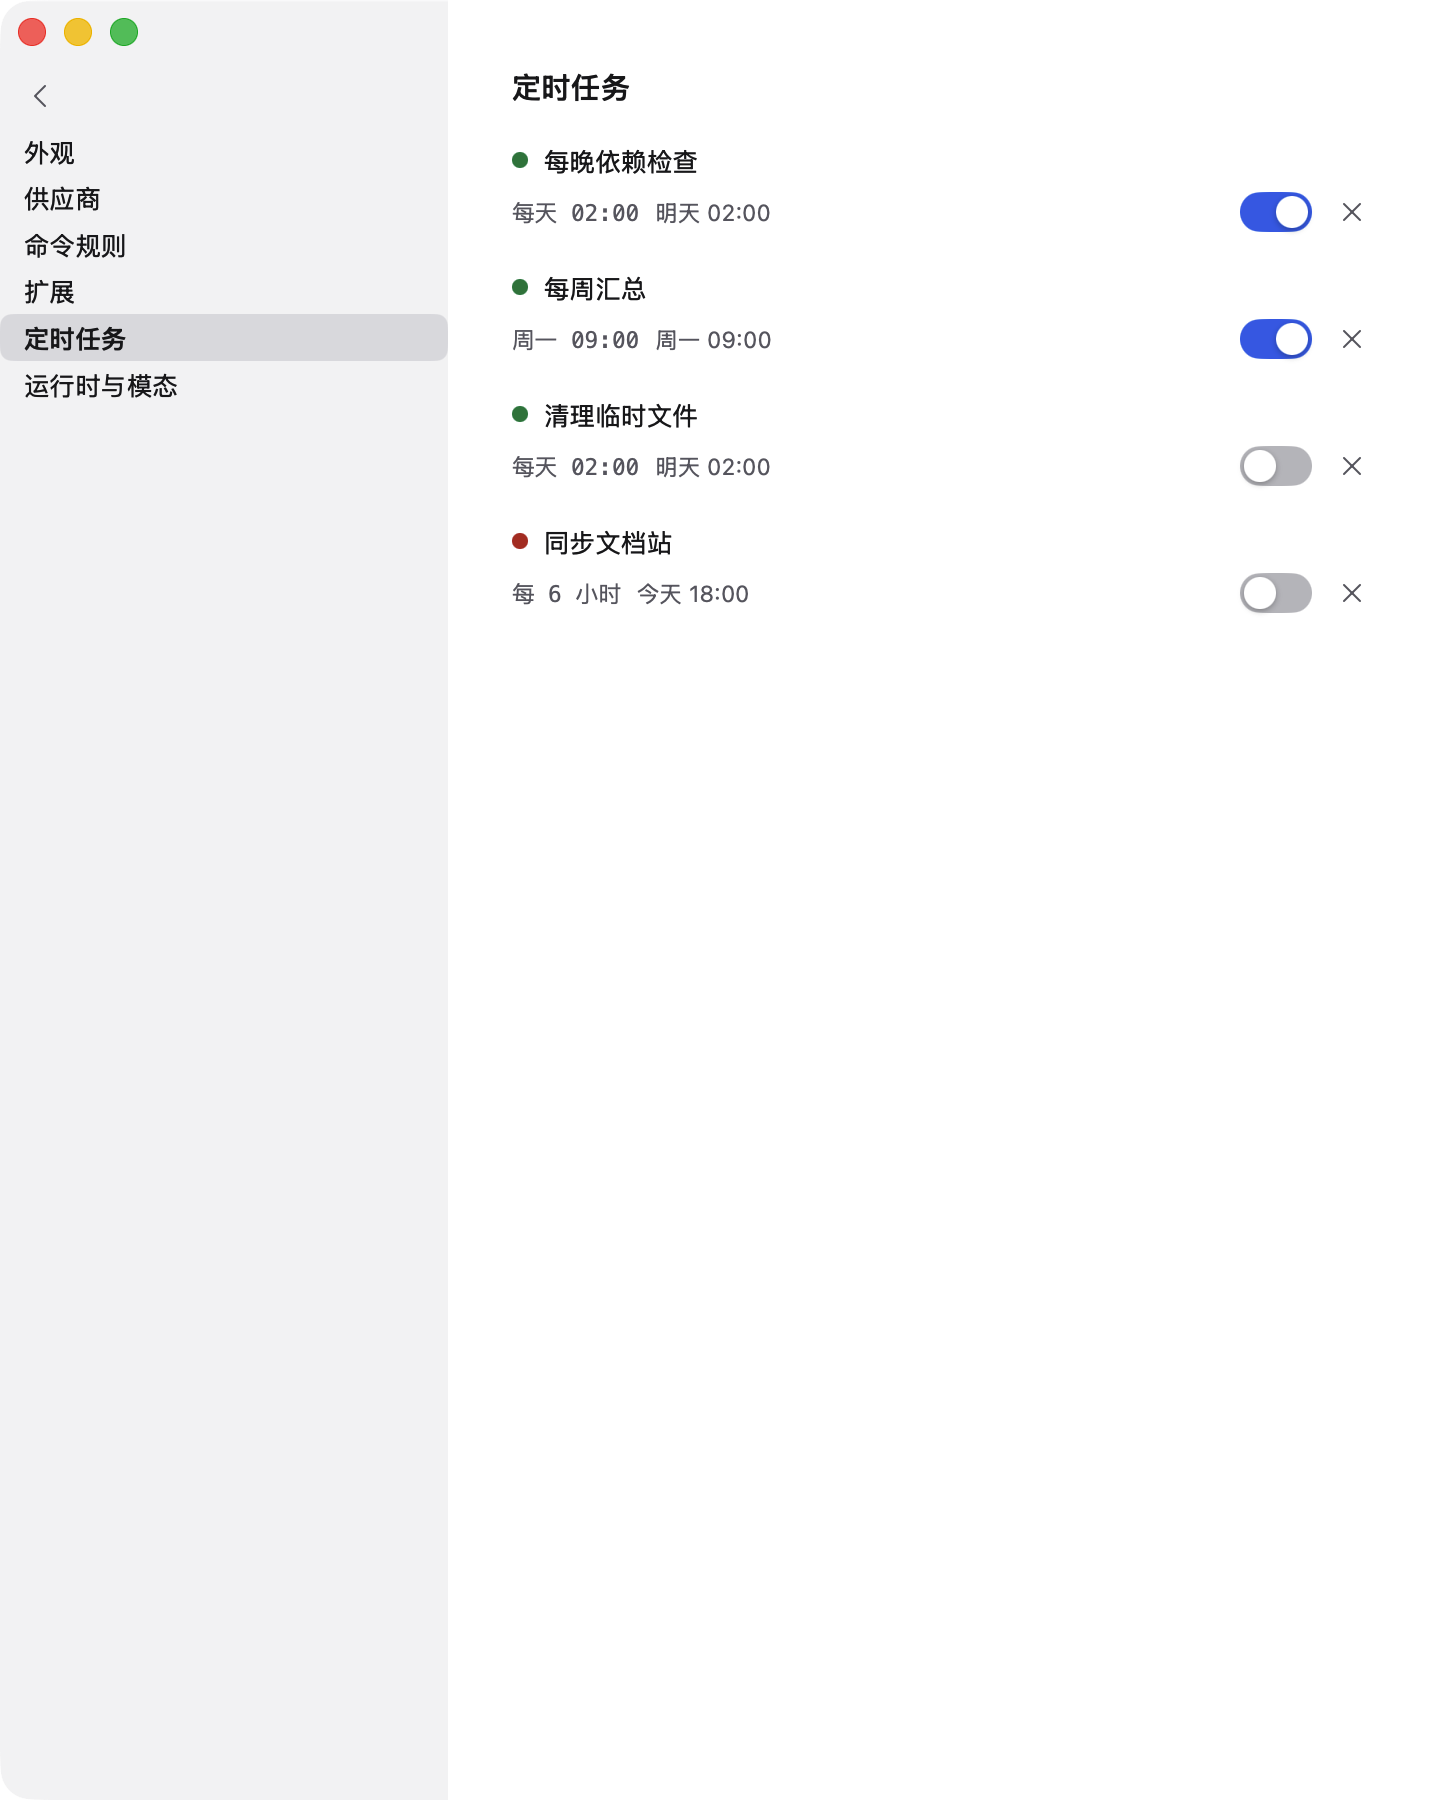 外观
供应商
命令规则
扩展
定时任务
运行时与模态
定时任务
每晚依赖检查
每天 02:00 明天 02:00
每周汇总
周一 09:00 周一 09:00
清理临时文件
每天 02:00 明天 02:00
同步文档站
每 6 小时 今天 18:00